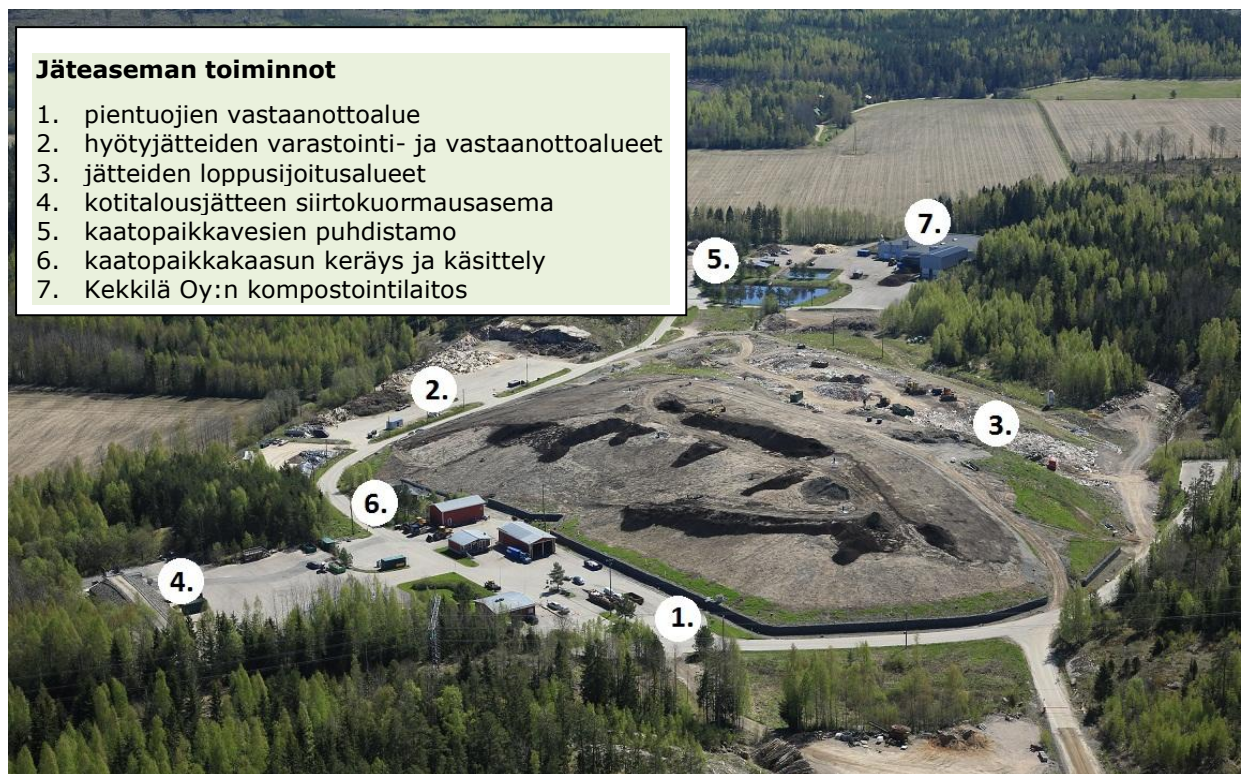 Jäteaseman toiminnot
1. pientuojien vastaanottoalue
2. hyötyjätteiden varastointi- ja vastaanottoalueet
3. jätteiden loppusijoitusalueet
4. kotitalousjätteen siirtokuormausasema
5. kaatopaikkavesien puhdistamo
6. kaatopaikkakaasun keräys ja käsittely
7. Kekkilä Oy:n kompostointilaitos
7.
5.
2.
3.
6.
4.
1.